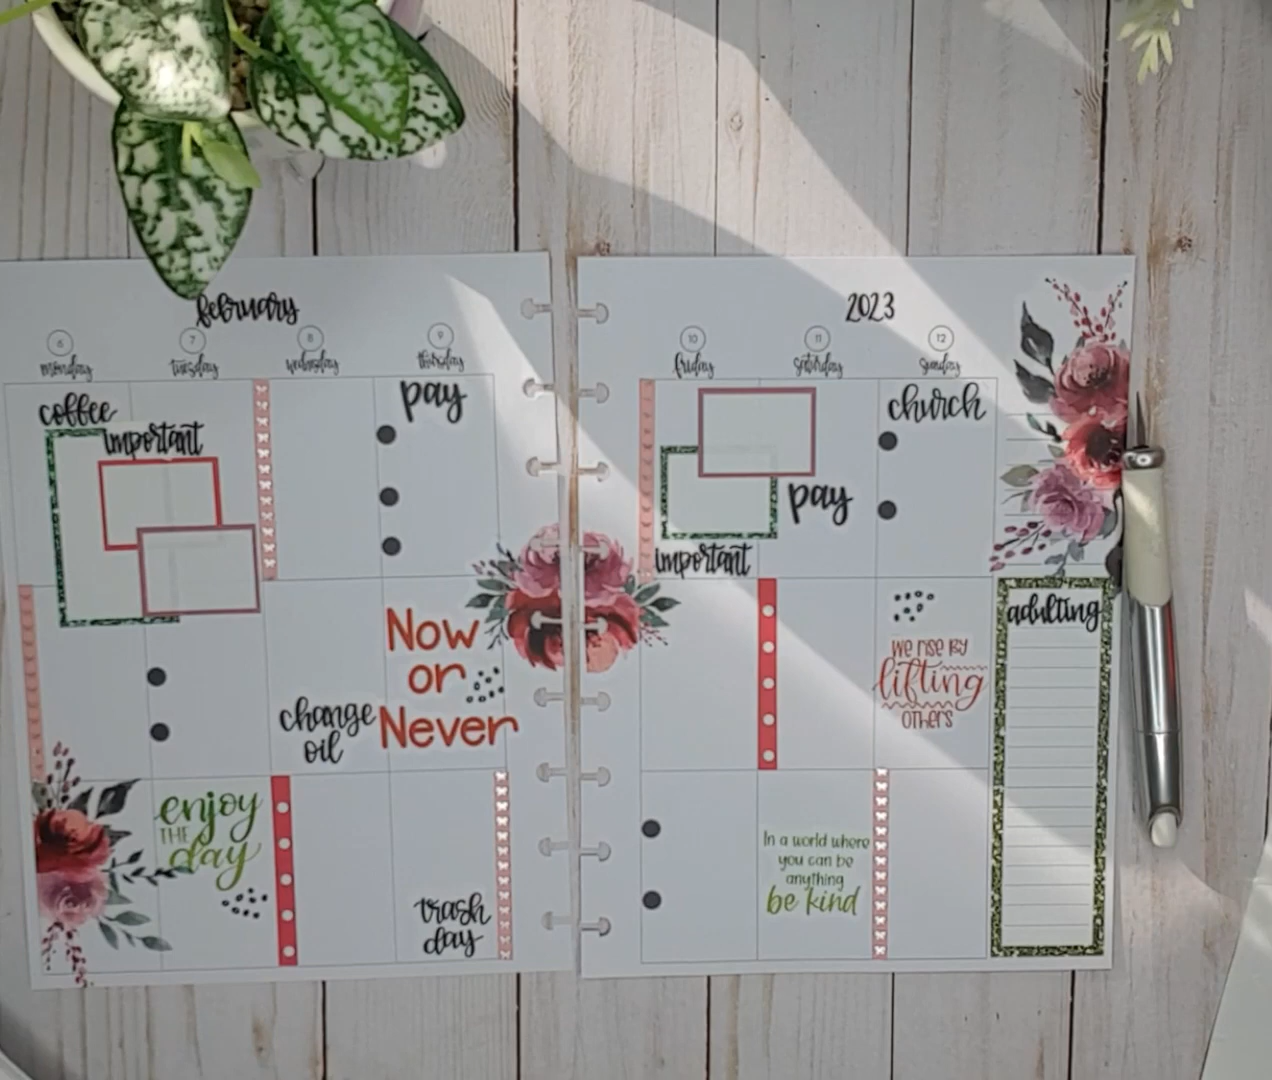 february
2023
6
7
8
9
10
11
12
monday
tuesday
wednesday
thursday
friday
saturday
sunday
coffee
important
pay
church
pay
important
Now
or
Never
change
oil
we rise by
lifting
others
adulting
enjoy
THE
day
trash
day
In a world where
you can be
anything
be kind